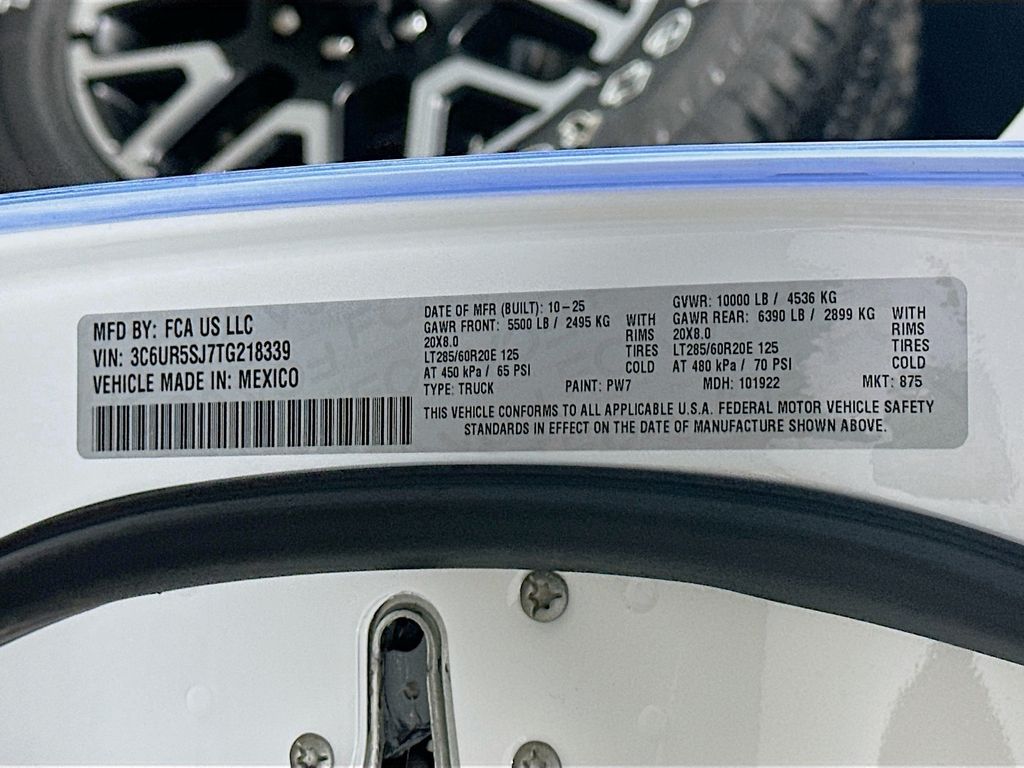 MFD BY: FCA US LLC
VIN: 3C6UR5SJ7TG218339
VEHICLE MADE IN: MEXICO
DATE OF MFR (BUILT): 10-25
GAWR FRONT: 5500 LB / 2495 KG WITH
20X8.0 RIMS
LT285/60R20E 125 TIRES
AT 450 kPa / 65 PSI COLD
TYPE: TRUCK PAINT: PW7
GVWR: 10000 LB / 4536 KG
GAWR REAR: 6390 LB / 2899 KG WITH
20X8.0 RIMS
LT285/60R20E 125 TIRES
AT 480 kPa / 70 PSI COLD
MDH: 101922 MKT: 875
THIS VEHICLE CONFORMS TO ALL APPLICABLE U.S.A. FEDERAL MOTOR VEHICLE SAFETY
STANDARDS IN EFFECT ON THE DATE OF MANUFACTURE SHOWN ABOVE.